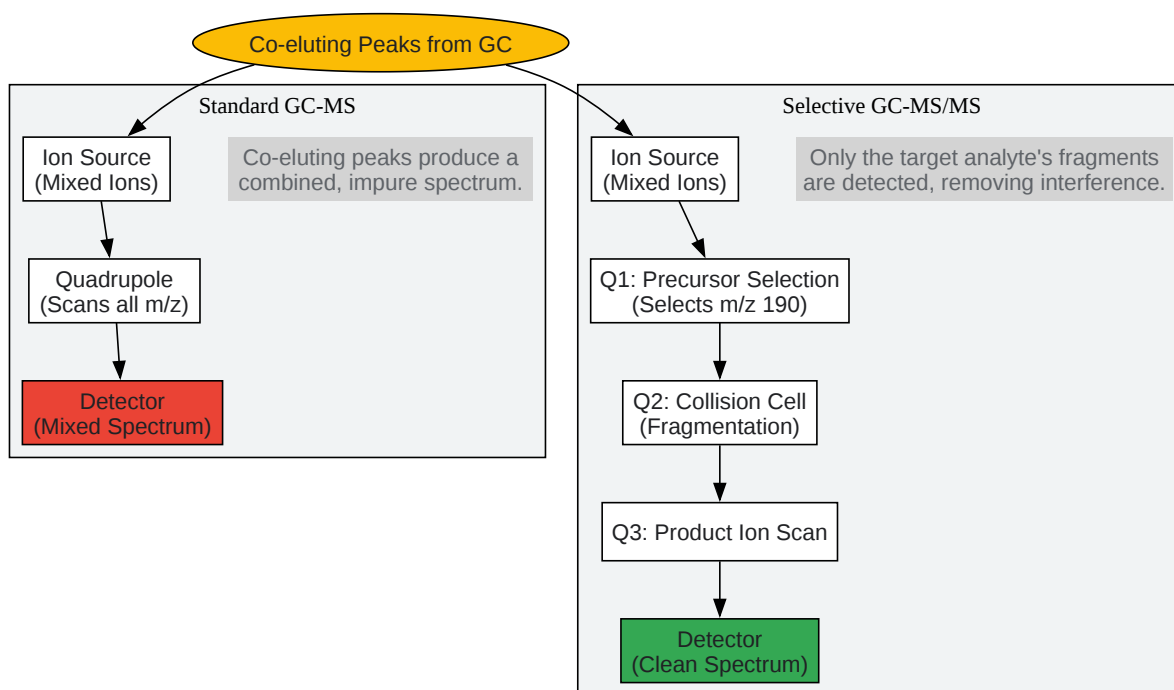 Co-eluting Peaks from GC
Standard GC-MS
Ion Source
(Mixed Ions)
Co-eluting peaks produce a
combined, impure spectrum.
Quadrupole
(Scans all m/z)
Detector
(Mixed Spectrum)
Selective GC-MS/MS
Ion Source
(Mixed Ions)
Only the target analyte's fragments
are detected, removing interference.
Q1: Precursor Selection
(Selects m/z 190)
Q2: Collision Cell
(Fragmentation)
Q3: Product Ion Scan
Detector
(Clean Spectrum)